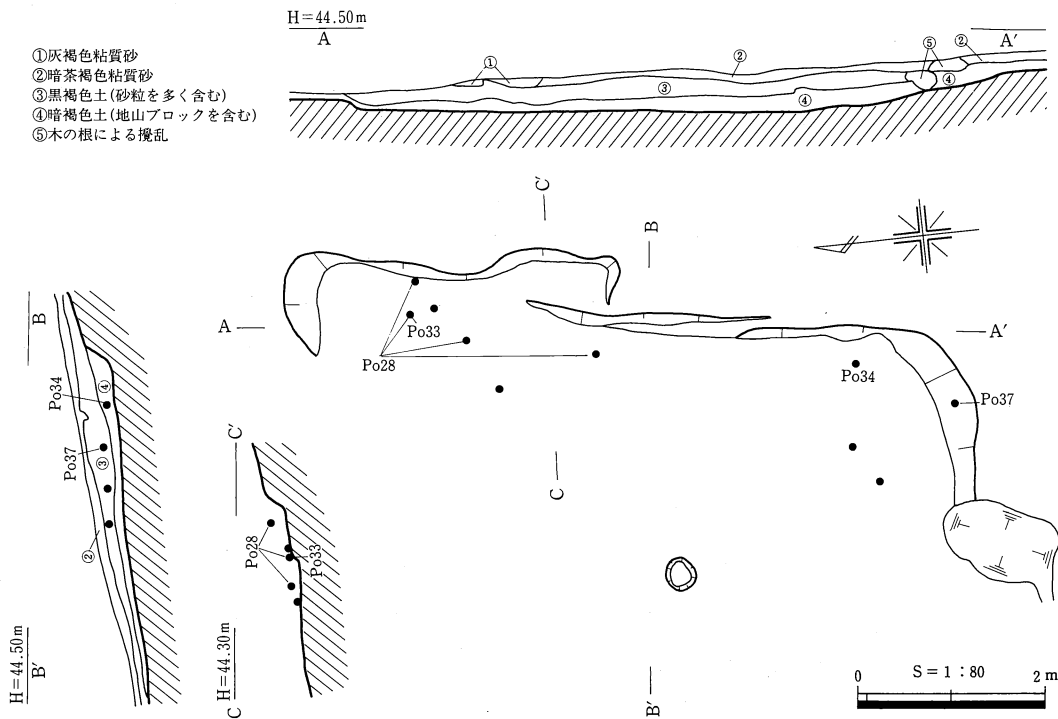 H=44.50m
A
A′
①灰褐色粘質砂
②暗茶褐色粘質砂
③黒褐色土(砂粒を多く含む)
④暗褐色土(地山ブロックを含む)
⑤木の根による攪乱
①
②
③
④
⑤
④
②
C′
B
A
A′
Po33
Po28
Po34
Po37
C
B′
B
Po34
Po37
④
③
②
H=44.50m
B′
C′
Po28
Po33
H=44.30m
C
0
S=1:80
2m